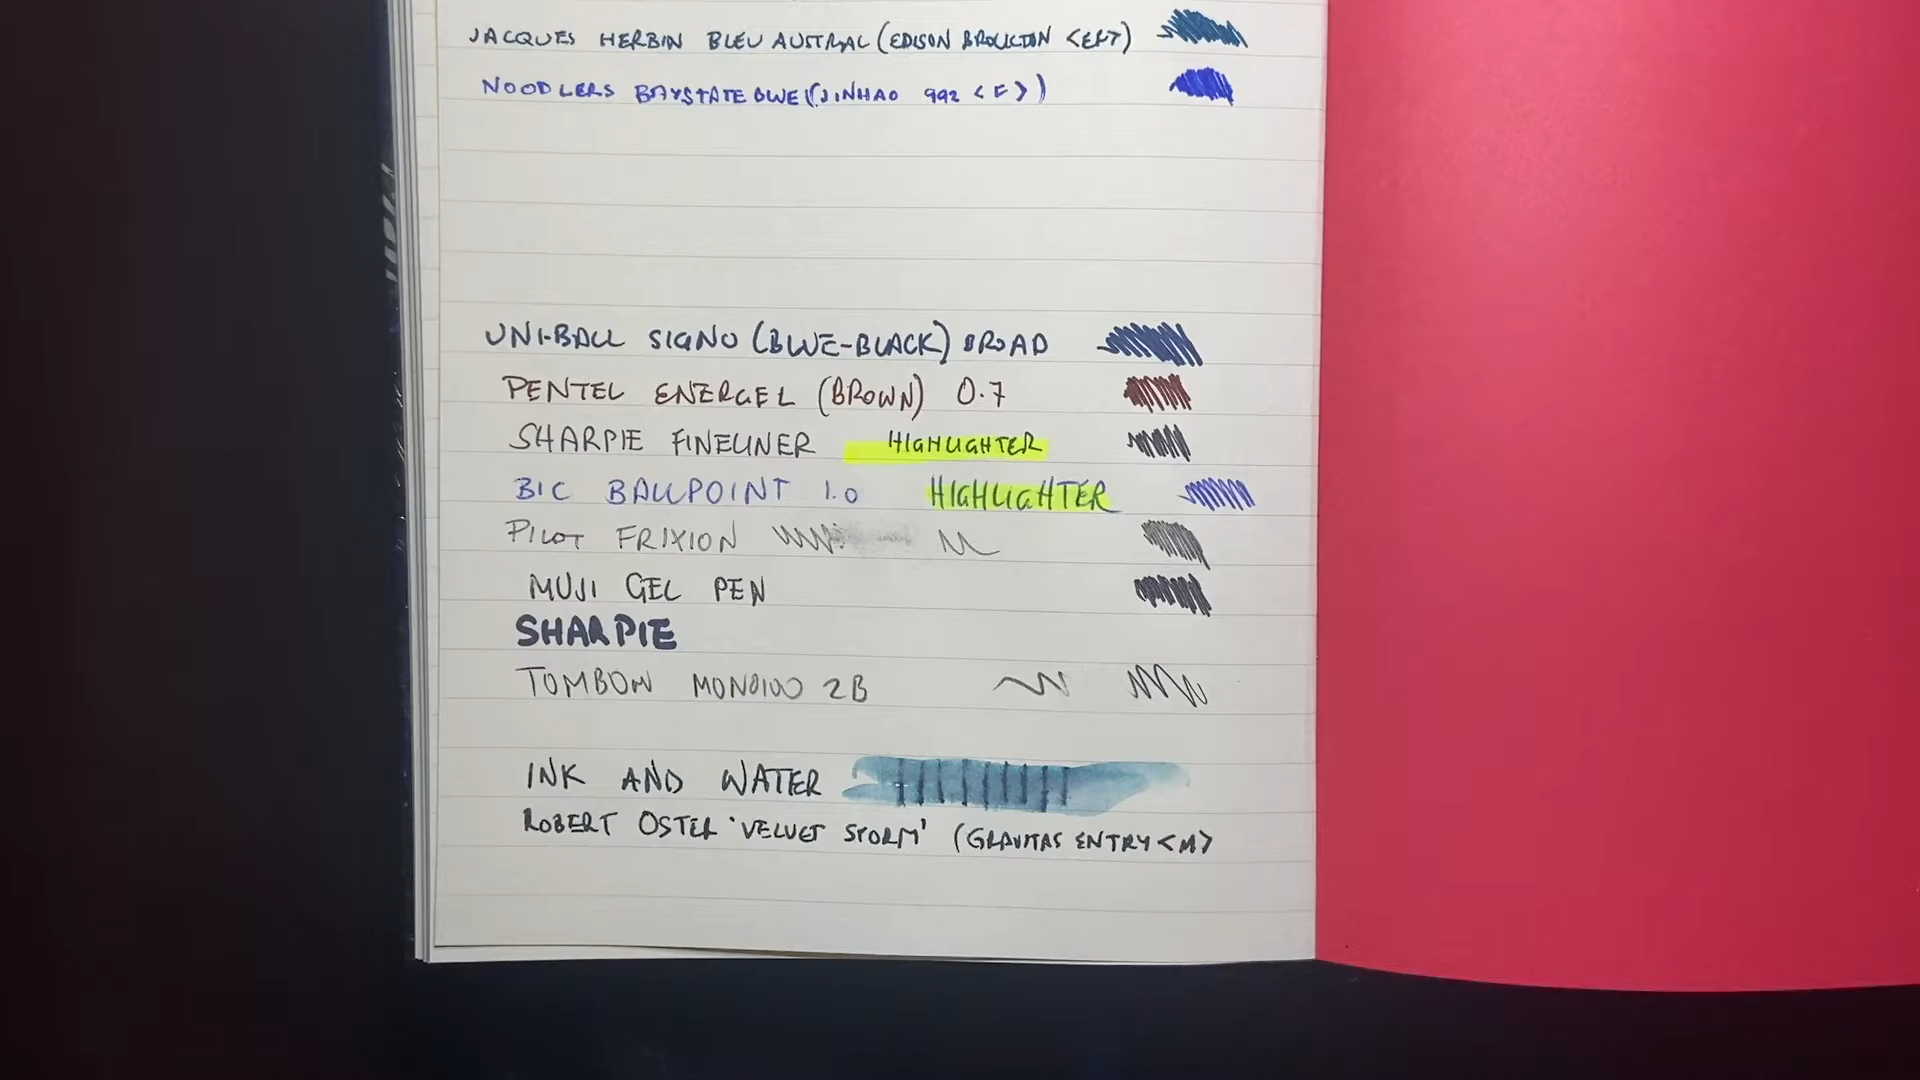 JACQUES HERBIN BLEU AUSTRAL (EDISON BROCKTON <EF>)
NOODLERS BAYSTATE BLUE (JINHAO 992 <F>)
UNI-BALL SIGNO (BLUE-BLACK) BROAD
PENTEL ENERGEL (BROWN) 0.7
SHARPIE FINELINER HIGHLIGHTER
BIC BALLPOINT 1.0 HIGHLIGHTER
PILOT FRIXION
MUJI GEL PEN
SHARPIE
TOMBOW MONO100 2B
INK AND WATER
ROBERT OSTER 'VELVET STORM' (GRAVITAS ENTRY <M>